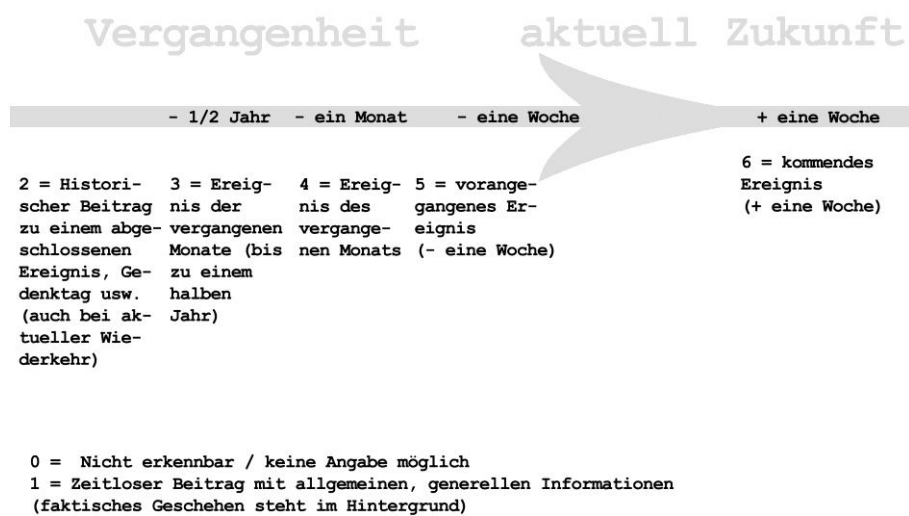 Vergangenheit aktuell Zukunft
- 1/2 Jahr - ein Monat - eine Woche + eine Woche
2 = Histori-
scher Beitrag
zu einem abge-
schlossenen
Ereignis, Ge-
denktag usw.
(auch bei ak-
tueller Wie-
derkehr)
3 = Ereig-
nis der
vergangenen
Monate (bis
zu einem
halben
Jahr)
4 = Ereig-
nis des
vergange-
nen Monats
5 = vorange-
gangenes Er-
eignis
(- eine Woche)
6 = kommendes
Ereignis
(+ eine Woche)
0 = Nicht erkennbar / keine Angabe möglich
1 = Zeitloser Beitrag mit allgemeinen, generellen Informationen
(faktisches Geschehen steht im Hintergrund)